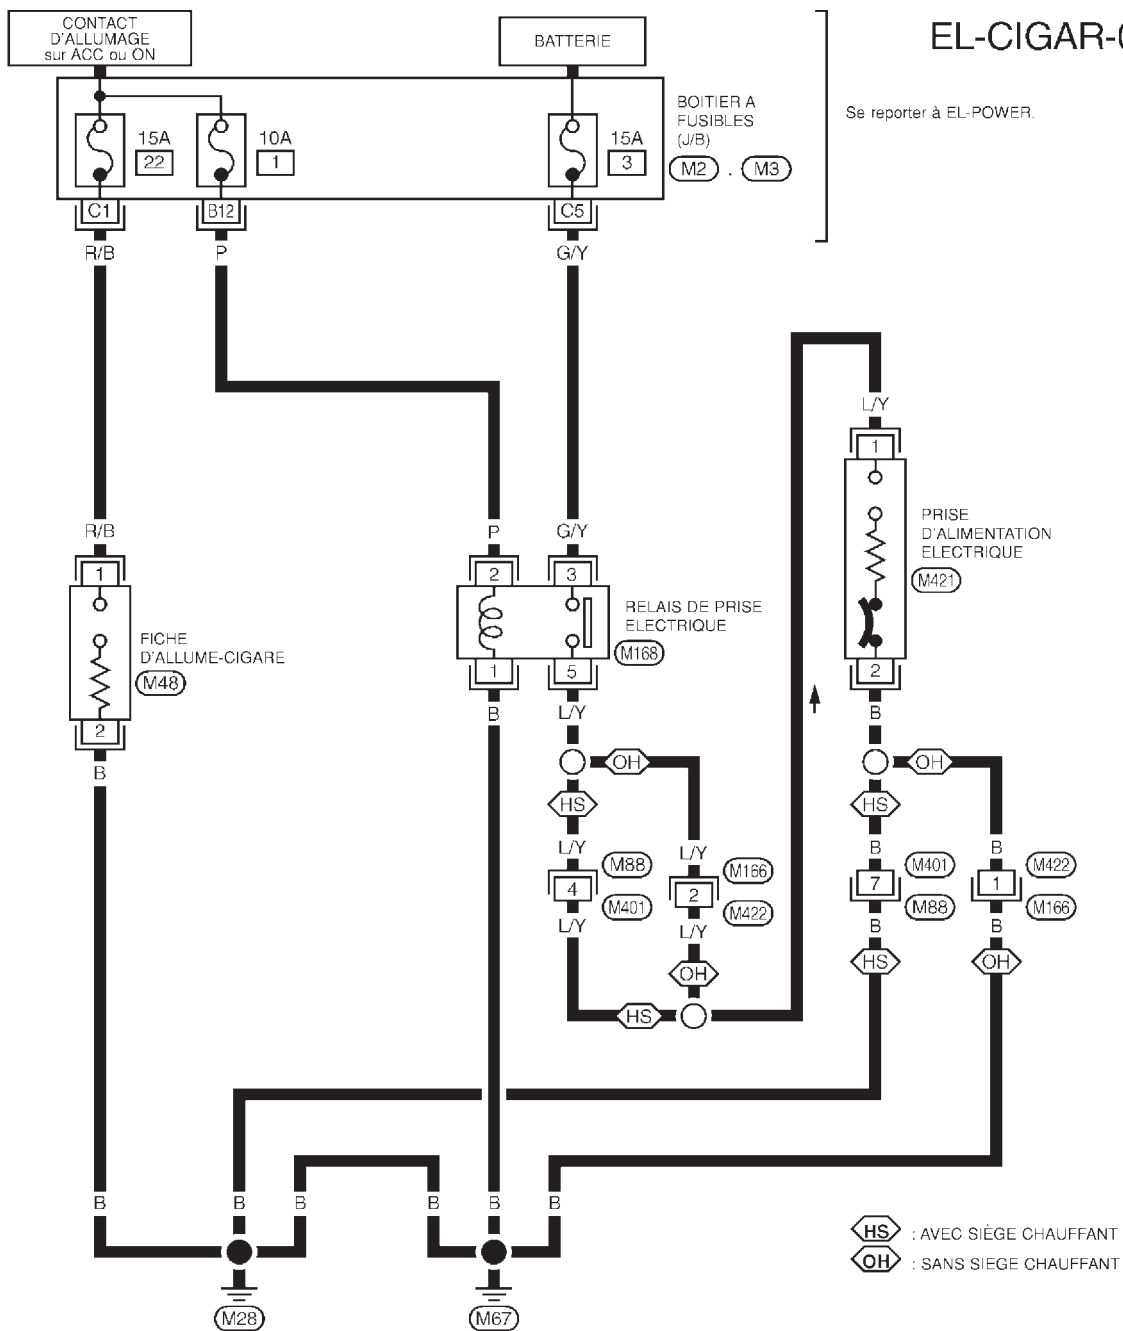 CONTACT
D'ALLUMAGE
sur ACC ou ON
BATTERIE
EL-CIGAR-
Se reporter à EL-POWER.
BOITIER A
FUSIBLES
(J/B)
M2 . M3
15A
22
10A
1
15A
3
C1
B12
C5
R/B
P
G/Y
L/Y
1
PRISE
D'ALIMENTATION
ELECTRIQUE
M421
2
B
R/B
P
G/Y
1
2
3
FICHE
D'ALLUME-CIGARE
M48
2
B
RELAIS DE PRISE
ELECTRIQUE
M168
1
5
B
L/Y
OH
OH
HS
HS
L/Y
M88
4
M401
L/Y
L/Y
M166
2
M422
L/Y
B
M401
7
M88
B
B
M422
1
M166
B
HS
OH
OH
HS
B
B
B
B
B
B
M28
M67
HS : AVEC SIÈGE CHAUFFANT
OH : SANS SIEGE CHAUFFANT